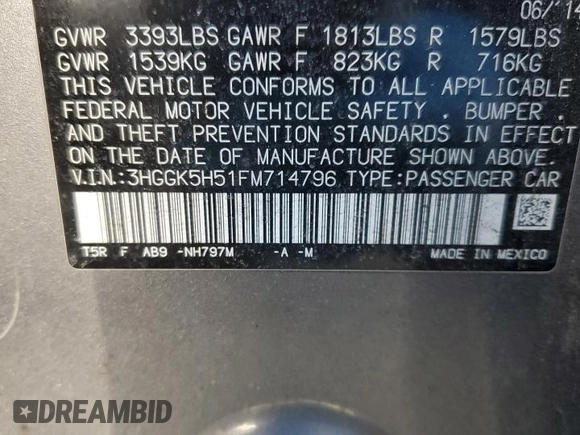 06/'14
GVWR 3393LBS GAWR F 1813LBS R 1579LBS
GVWR 1539KG GAWR F 823KG R 716KG
THIS VEHICLE CONFORMS TO ALL APPLICABLE
FEDERAL MOTOR VEHICLE SAFETY , BUMPER ,
AND THEFT PREVENTION STANDARDS IN EFFECT
ON THE DATE OF MANUFACTURE SHOWN ABOVE.
V.I.N:3HGGK5H51FM714796 TYPE:PASSENGER CAR
T5R F AB9 -NH797M -A -M MADE IN MEXICO
DREAMBID